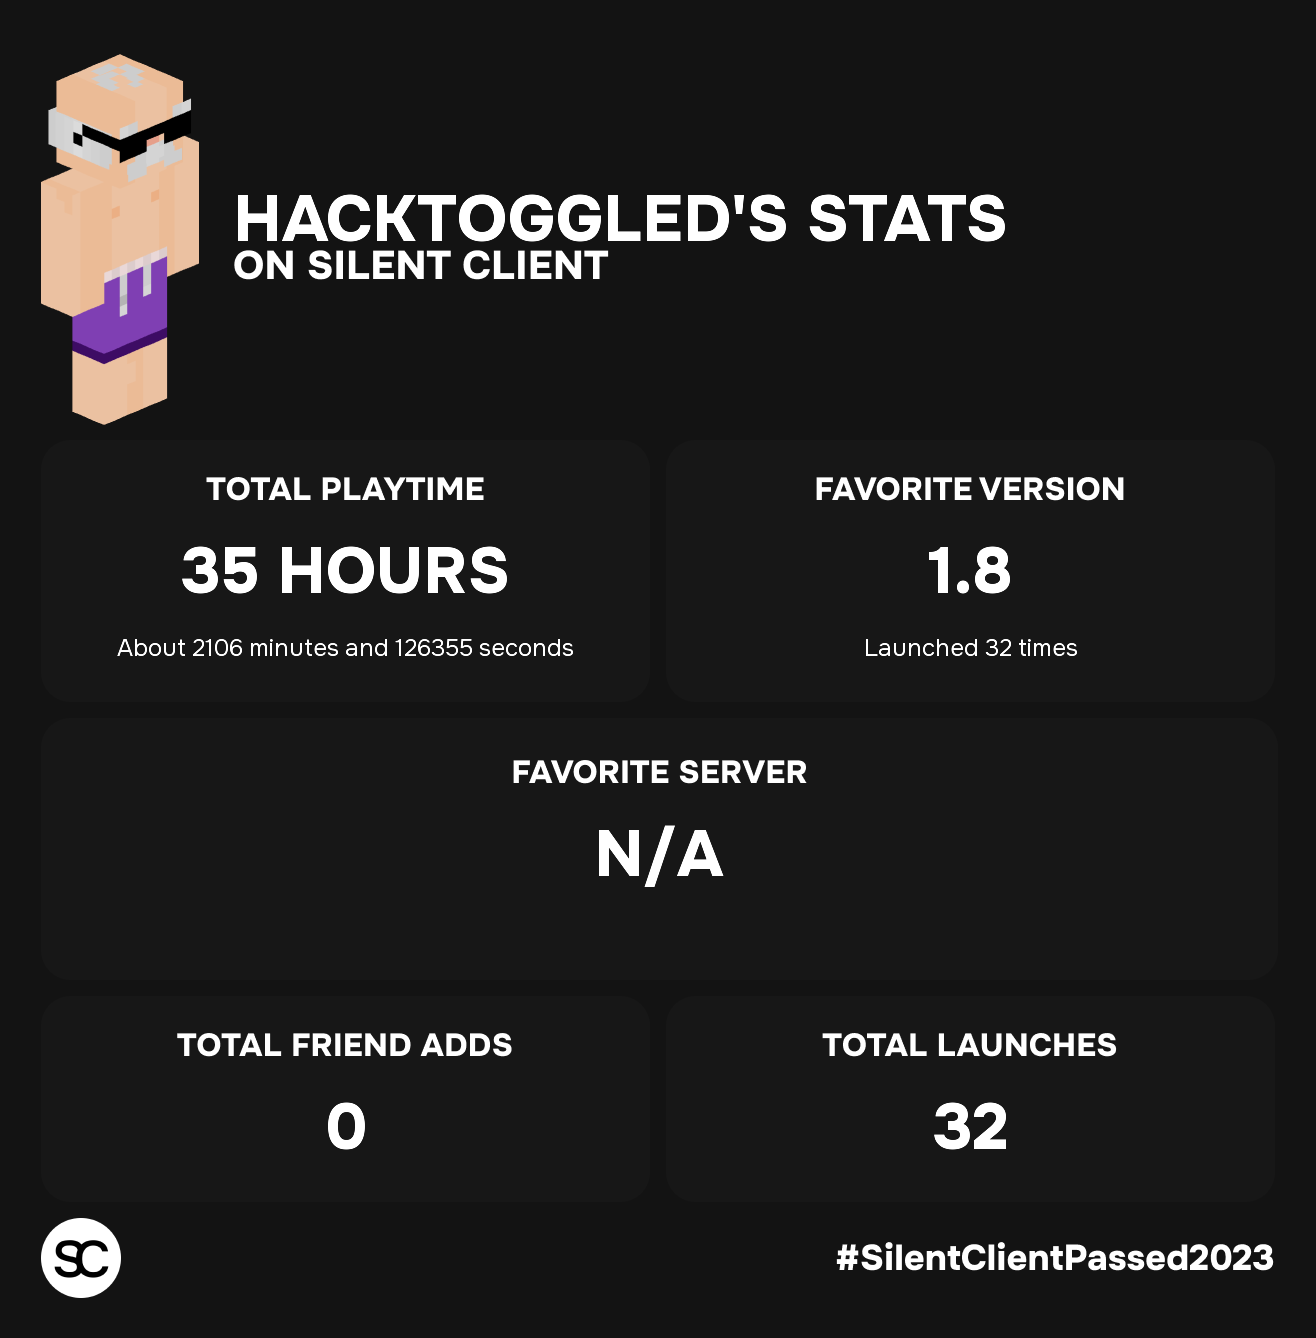 HACKTOGGLED'S STATS
ON SILENT CLIENT
TOTAL PLAYTIME
35 HOURS
About 2106 minutes and 126355 seconds
FAVORITE VERSION
1.8
Launched 32 times
FAVORITE SERVER
N/A
TOTAL FRIEND ADDS
0
TOTAL LAUNCHES
32
SC
#SilentClientPassed2023